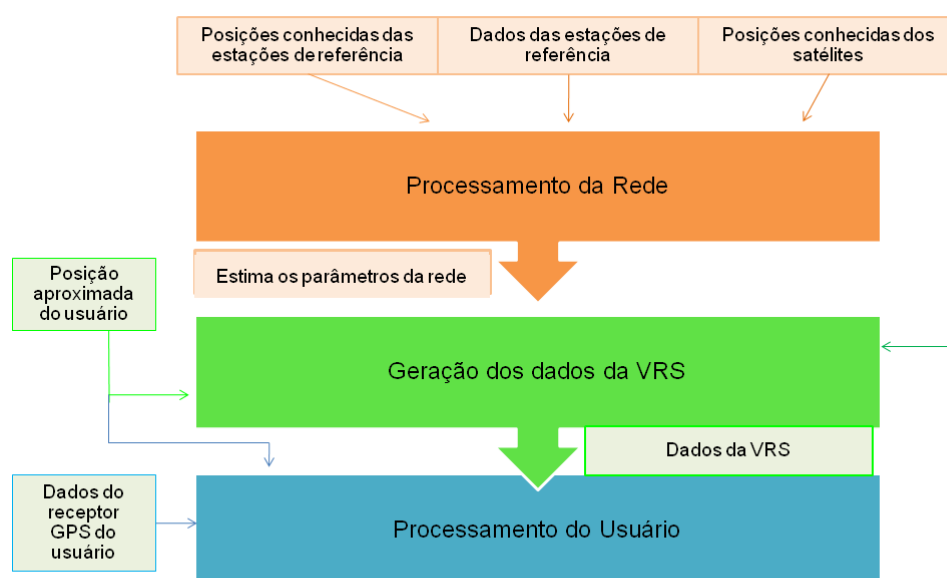 Posições conhecidas das
estações de referência
Dados das estações de
referência
Posições conhecidas dos
satélites
Processamento da Rede
Estima os parâmetros da rede
Posição
aproximada
do usuário
Geração dos dados da VRS
Dados da VRS
Dados do
receptor
GPS do
usuário
Processamento do Usuário